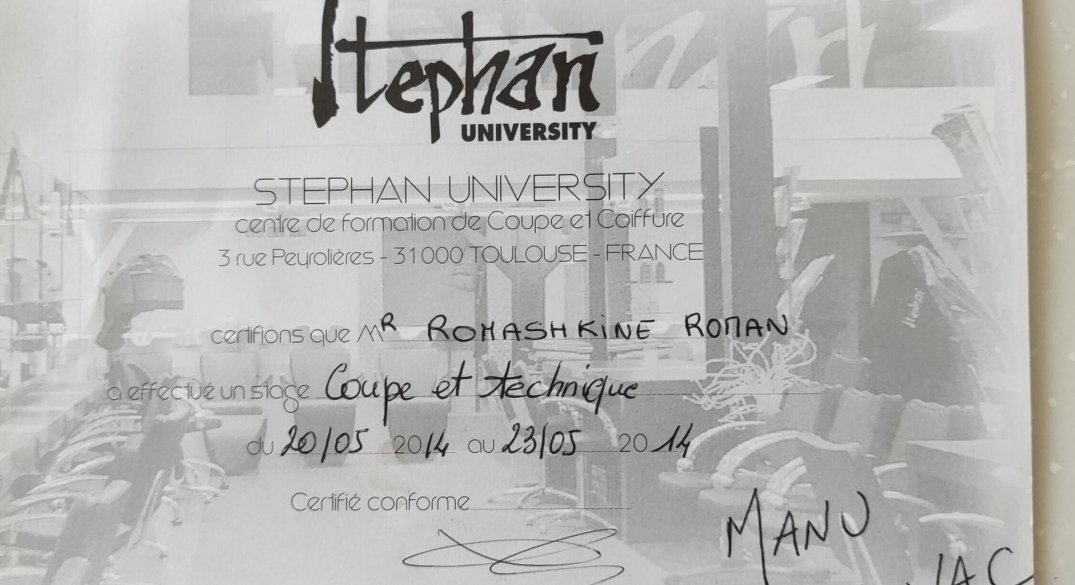 Stephan
UNIVERSITY
STEPHAN UNIVERSITY
centre de formation de Coupe et Coiffure
3 rue Peyrolières - 31000 TOULOUSE - FRANCE
certifions que MR ROMASHKINE ROMAN
a effectué un stage Coupe et technique
du 20/05 2014 au 23/05 2014
Certifié conforme
MANU